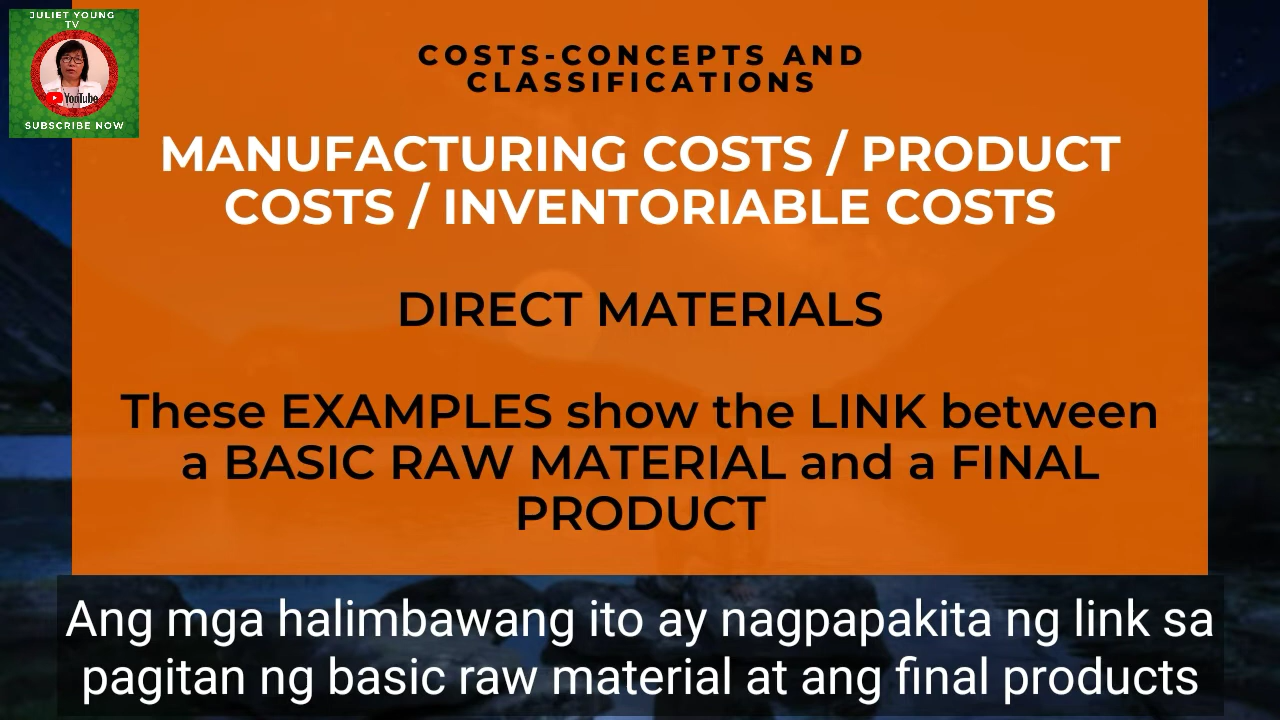 JULIET YOUNG
TV
YouTube
SUBSCRIBE NOW
COSTS-CONCEPTS AND
CLASSIFICATIONS
MANUFACTURING COSTS / PRODUCT
COSTS / INVENTORIABLE COSTS
DIRECT MATERIALS
These EXAMPLES show the LINK between
a BASIC RAW MATERIAL and a FINAL
PRODUCT
Ang mga halimbawang ito ay nagpapakita ng link sa
pagitan ng basic raw material at ang final products